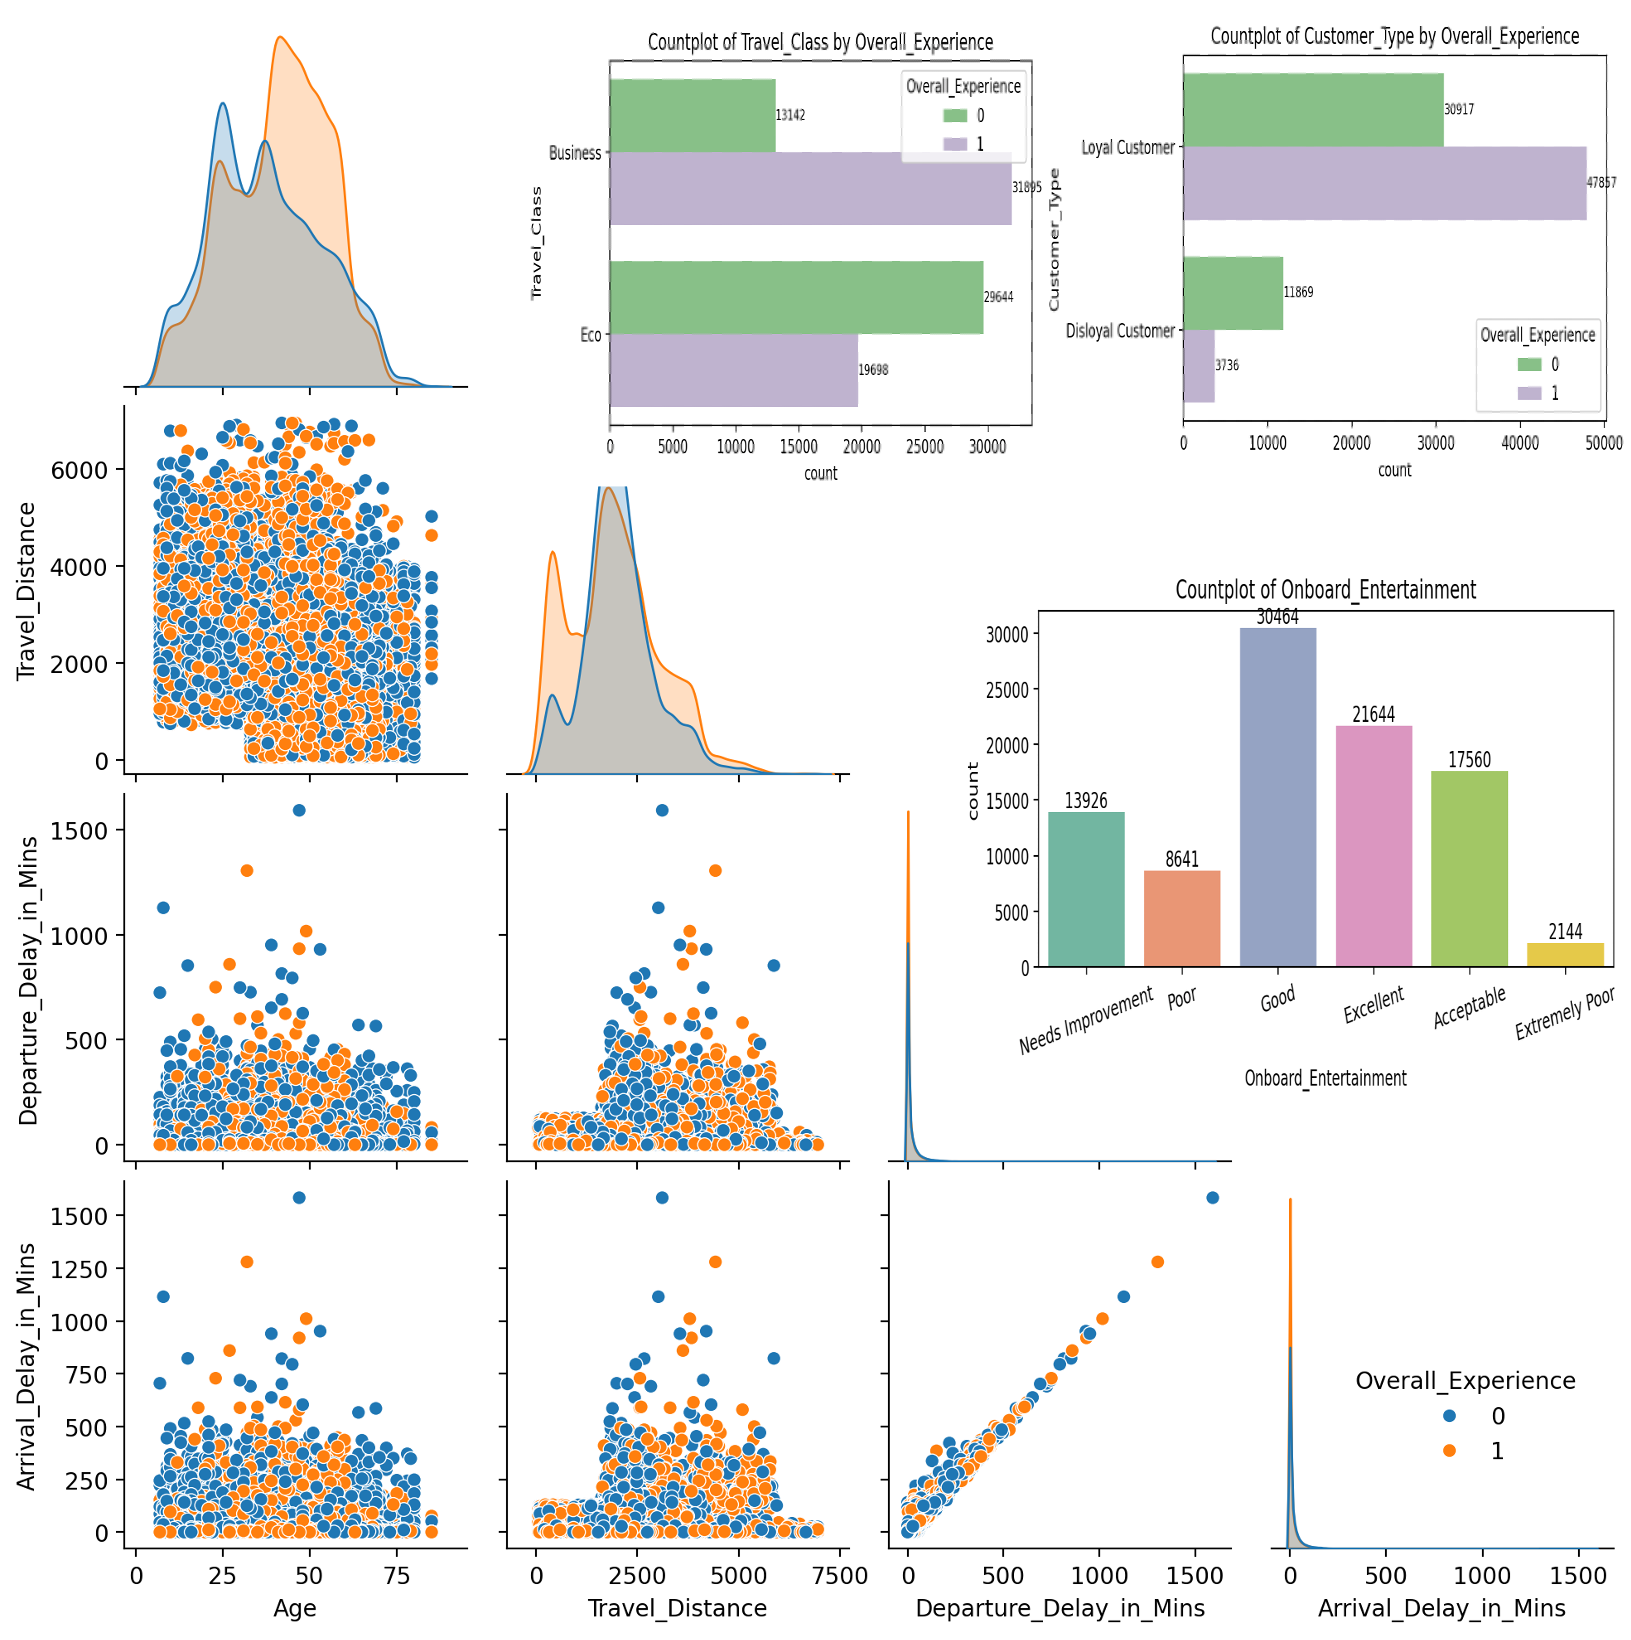 Countplot of Travel_Class by Overall_Experience
Overall_Experience
0
1
13142
31895
29644
19698
Business
Eco
Travel_Class
0 5000 10000 15000 20000 25000 30000
count
Countplot of Customer_Type by Overall_Experience
30917
47857
11869
3736
Loyal Customer
Disloyal Customer
Customer_Type
Overall_Experience
0
1
0 10000 20000 30000 40000 50000
count
6000
4000
2000
0
Travel_Distance
Countplot of Onboard_Entertainment
30464
21644
17560
13926
8641
2144
30000
25000
20000
15000
10000
5000
0
count
Needs Improvement Poor Good Excellent Acceptable Extremely Poor
Onboard_Entertainment
1500
1000
500
0
Departure_Delay_in_Mins
1500
1250
1000
750
500
250
0
Arrival_Delay_in_Mins
Overall_Experience
0
1
0 25 50 75
0 2500 5000 7500
0 500 1000 1500
0 500 1000 1500
Age
Travel_Distance
Departure_Delay_in_Mins
Arrival_Delay_in_Mins